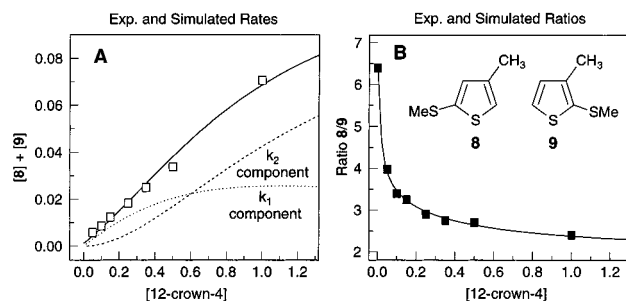 Exp. and Simulated Rates
A
[8] + [9]
0.08
0.06
0.04
0.02
0.00
k2
component
k1
component
0.0 0.2 0.4 0.6 0.8 1.0 1.2
[12-crown-4]
Exp. and Simulated Ratios
B
Ratio 8/9
7
6
5
4
3
2
CH3
MeS
S
8
CH3
S
SMe
9
0.0 0.2 0.4 0.6 0.8 1.0 1.2
[12-crown-4]